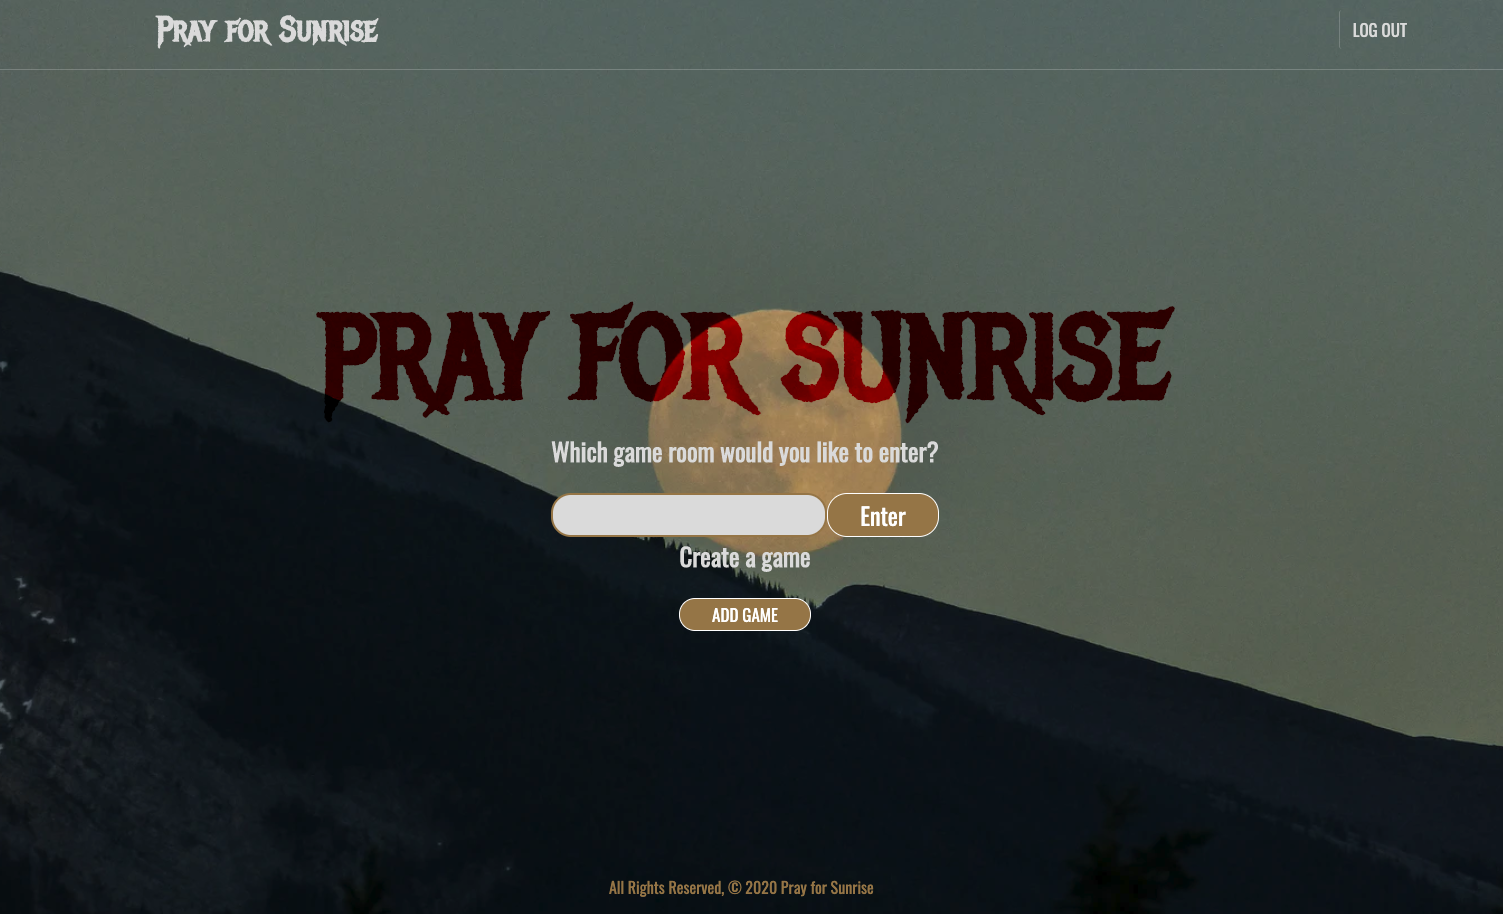 Pray for Sunrise
LOG OUT
PRAY FOR SUNRISE
Which game room would you like to enter?
Enter
Create a game
ADD GAME
All Rights Reserved, © 2020 Pray for Sunrise